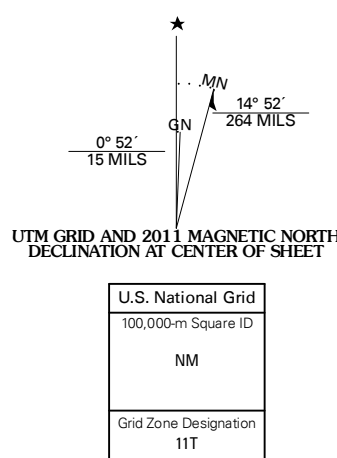 MN
GN
14° 52´
264 MILS
0° 52´
15 MILS
UTM GRID AND 2011 MAGNETIC NORTH
DECLINATION AT CENTER OF SHEET
U.S. National Grid
100,000-m Square ID
NM
Grid Zone Designation
11T